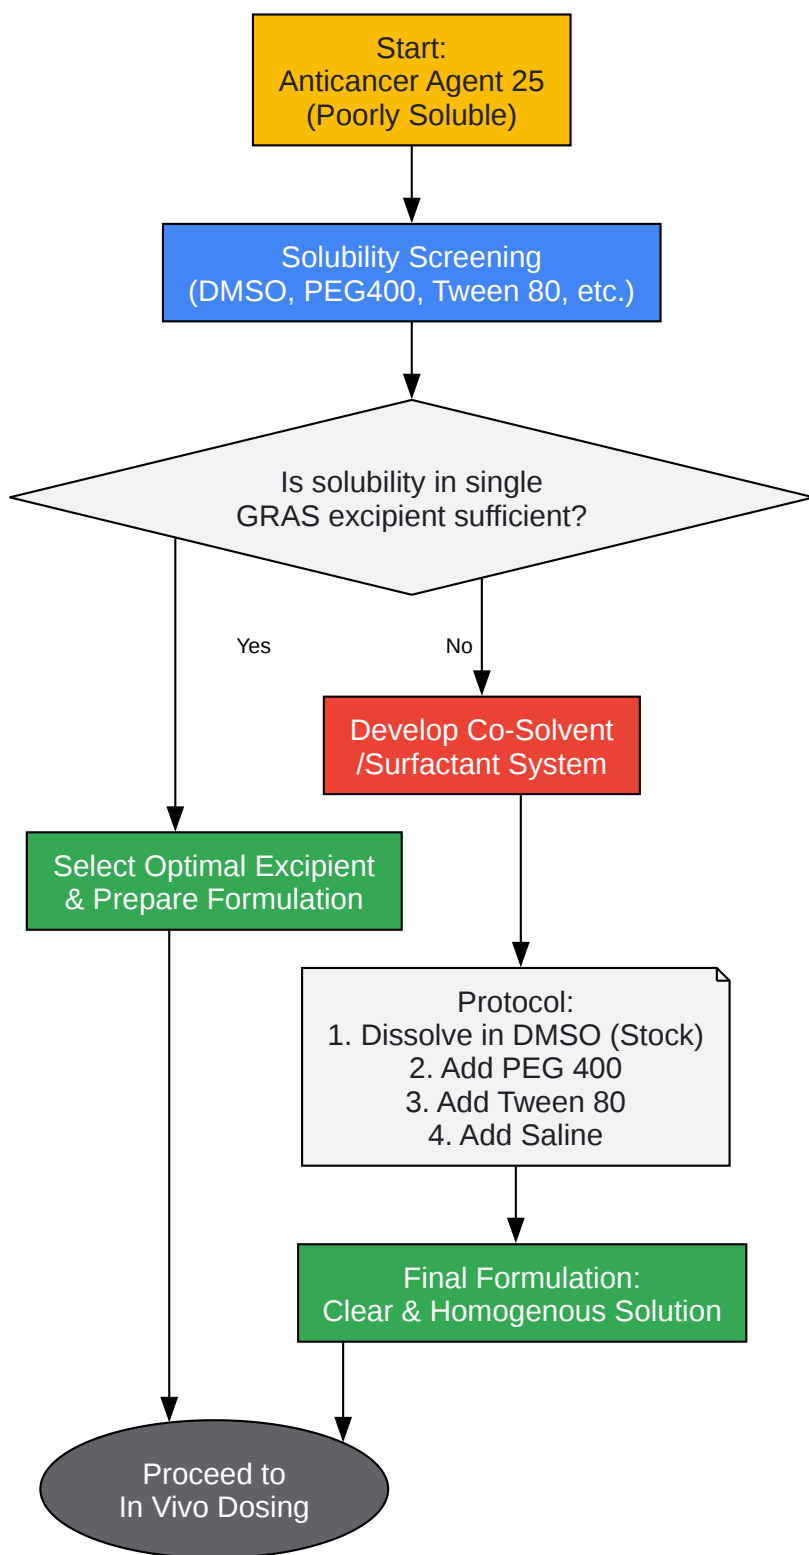 Start:
Anticancer Agent 25
(Poorly Soluble)
Solubility Screening
(DMSO, PEG400, Tween 80, etc.)
Is solubility in single
GRAS excipient sufficient?
Yes
No
Develop Co-Solvent
/Surfactant System
Select Optimal Excipient
& Prepare Formulation
Protocol:
1. Dissolve in DMSO (Stock)
2. Add PEG 400
3. Add Tween 80
4. Add Saline
Final Formulation:
Clear & Homogenous Solution
Proceed to
In Vivo Dosing